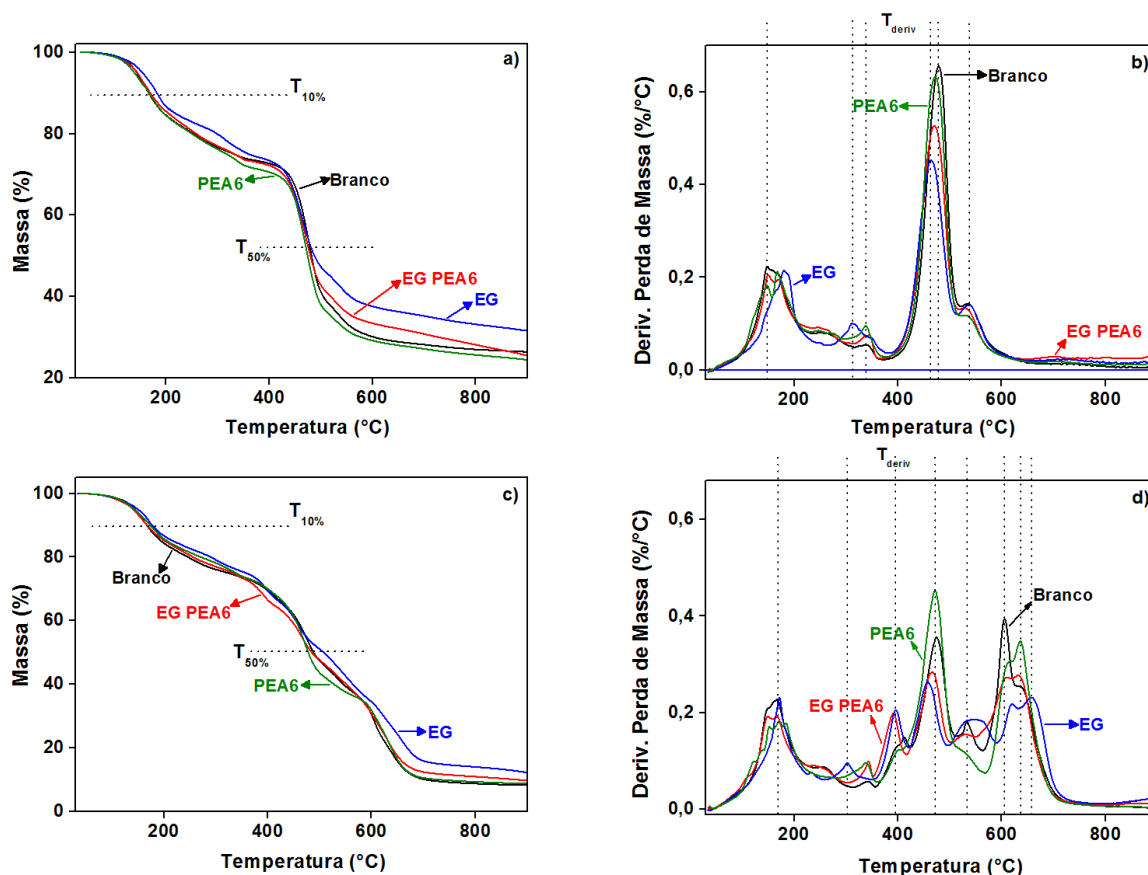 a)
100
80
60
40
20
Massa (%)
T10%
T50%
PEA6
Branco
EG PEA6
EG
200
400
600
800
Temperatura (°C)
Tderiv
b)
0,6
0,4
0,2
0,0
Deriv. Perda de Massa (%/°C)
Branco
PEA6
EG
EG PEA6
200
400
600
800
Temperatura (°C)
c)
100
80
60
40
20
0
Massa (%)
T10%
Branco
EG PEA6
T50%
PEA6
EG
200
400
600
800
Temperatura (°C)
Tderiv
d)
0,6
0,4
0,2
0,0
Deriv. Perda de Massa (%/°C)
Branco
PEA6
EG PEA6
EG
200
400
600
800
Temperatura (°C)